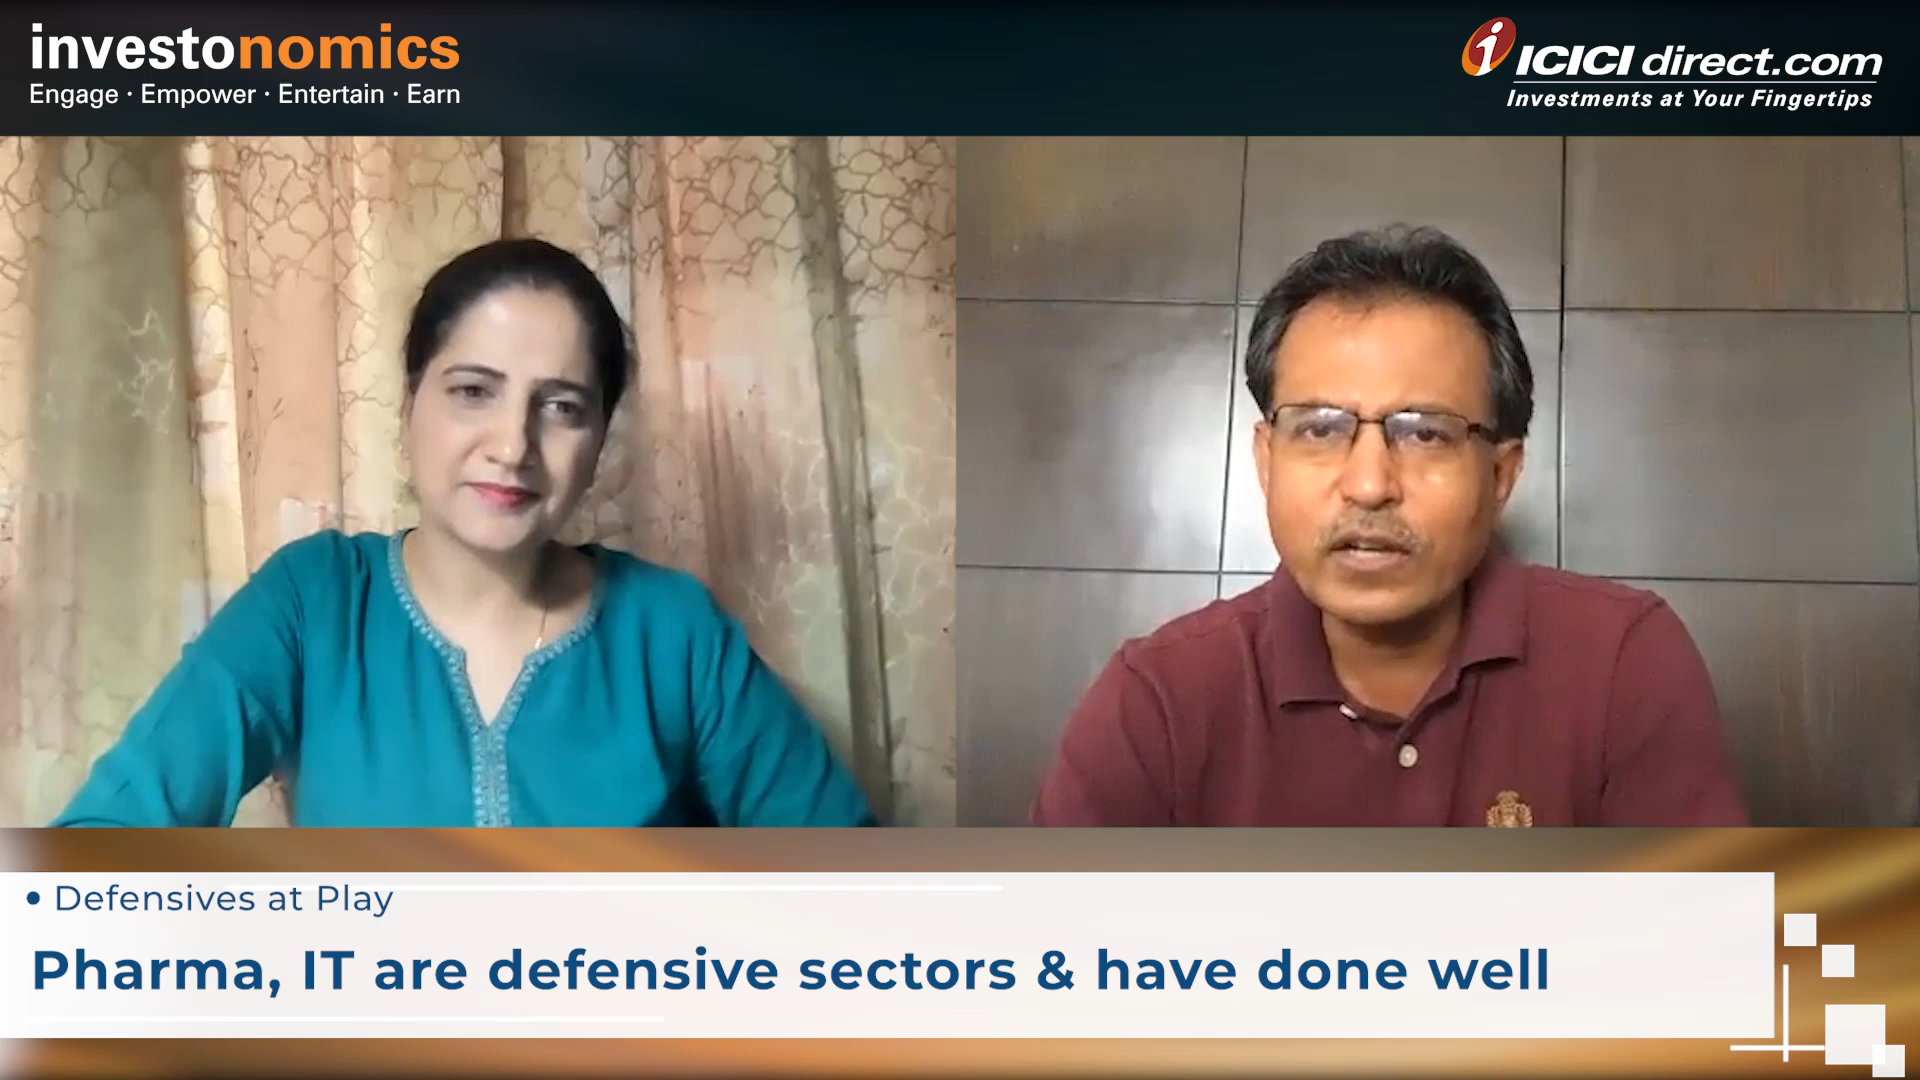 investonomics
Engage · Empower · Entertain · Earn
ICICI direct.com
Investments at Your Fingertips
• Defensives at Play
Pharma, IT are defensive sectors & have done well